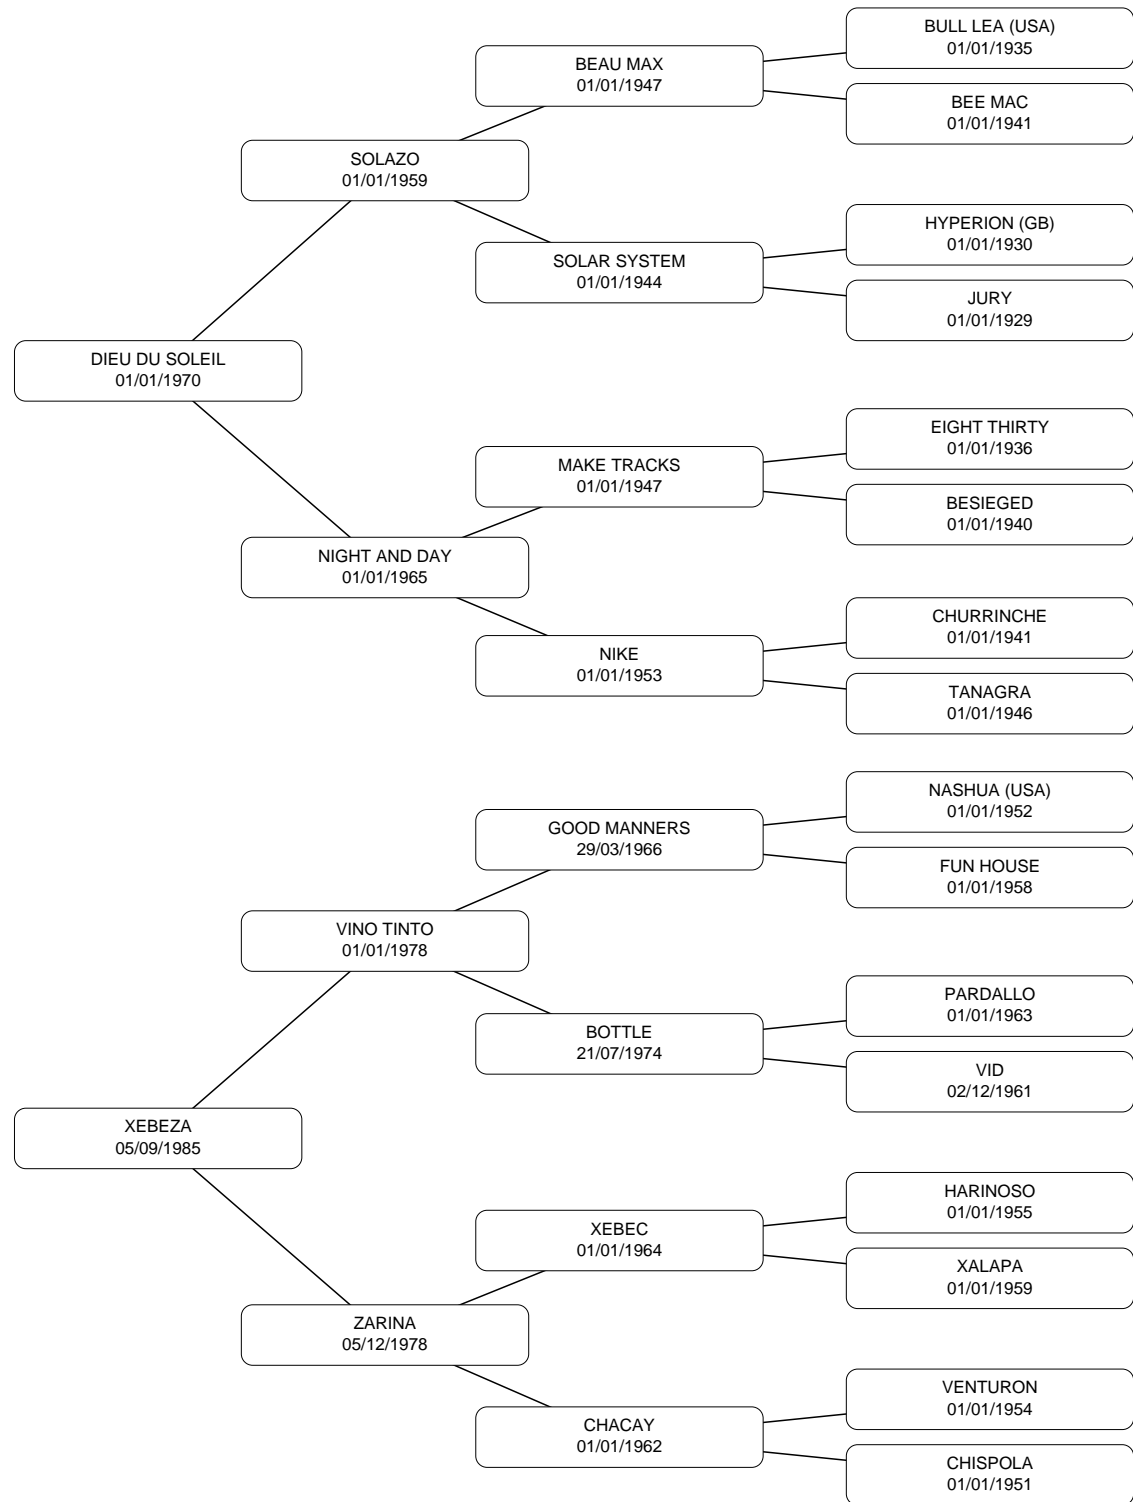 BULL LEA (USA)
01/01/1935
BEAU MAX
01/01/1947
BEE MAC
01/01/1941
SOLAZO
01/01/1959
HYPERION (GB)
01/01/1930
SOLAR SYSTEM
01/01/1944
JURY
01/01/1929
DIEU DU SOLEIL
01/01/1970
EIGHT THIRTY
01/01/1936
MAKE TRACKS
01/01/1947
BESIEGED
01/01/1940
NIGHT AND DAY
01/01/1965
CHURRINCHE
01/01/1941
NIKE
01/01/1953
TANAGRA
01/01/1946
NASHUA (USA)
01/01/1952
GOOD MANNERS
29/03/1966
FUN HOUSE
01/01/1958
VINO TINTO
01/01/1978
PARDALLO
01/01/1963
BOTTLE
21/07/1974
VID
02/12/1961
XEBEZA
05/09/1985
HARINOSO
01/01/1955
XEBEC
01/01/1964
XALAPA
01/01/1959
ZARINA
05/12/1978
VENTURON
01/01/1954
CHACAY
01/01/1962
CHISPOLA
01/01/1951